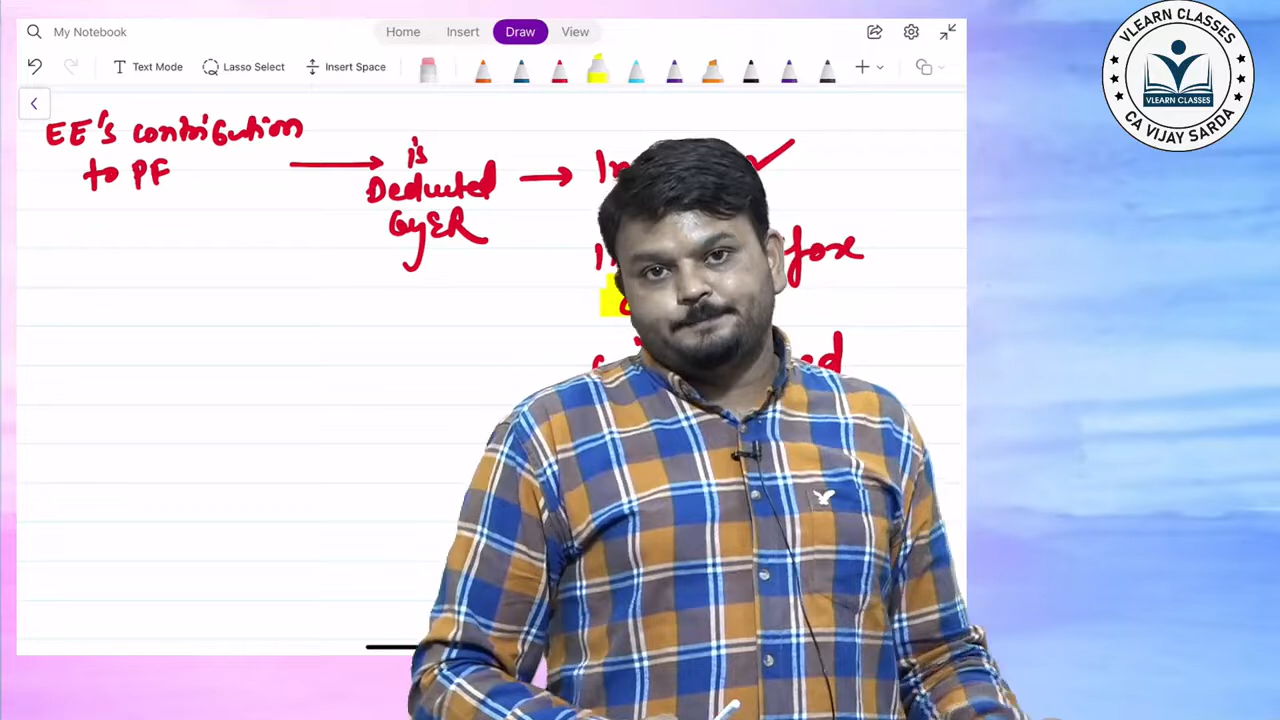 My Notebook
Home Insert Draw View
Text Mode Lasso Select Insert Space
EE's contribution
to PF
is
Deducted
by ER
for
VLEARN CLASSES
VLEARN CLASSES
CA VIJAY SARDA